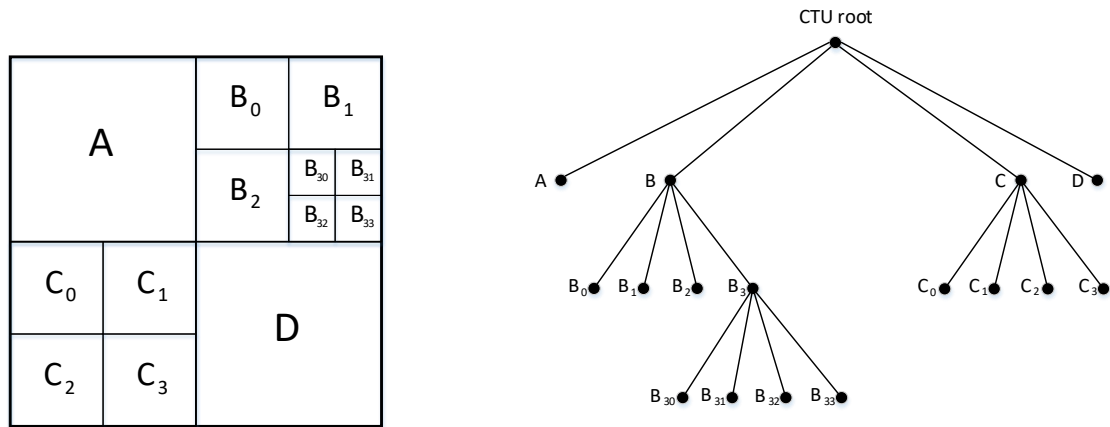 A
B₀ B₁
B₂ B₃₀ B₃₁
B₃₂ B₃₃
C₀ C₁
C₂ C₃
D
CTU root
A B C D
B₀ B₁ B₂ B₃ C₀ C₁ C₂ C₃
B₃₀ B₃₁ B₃₂ B₃₃